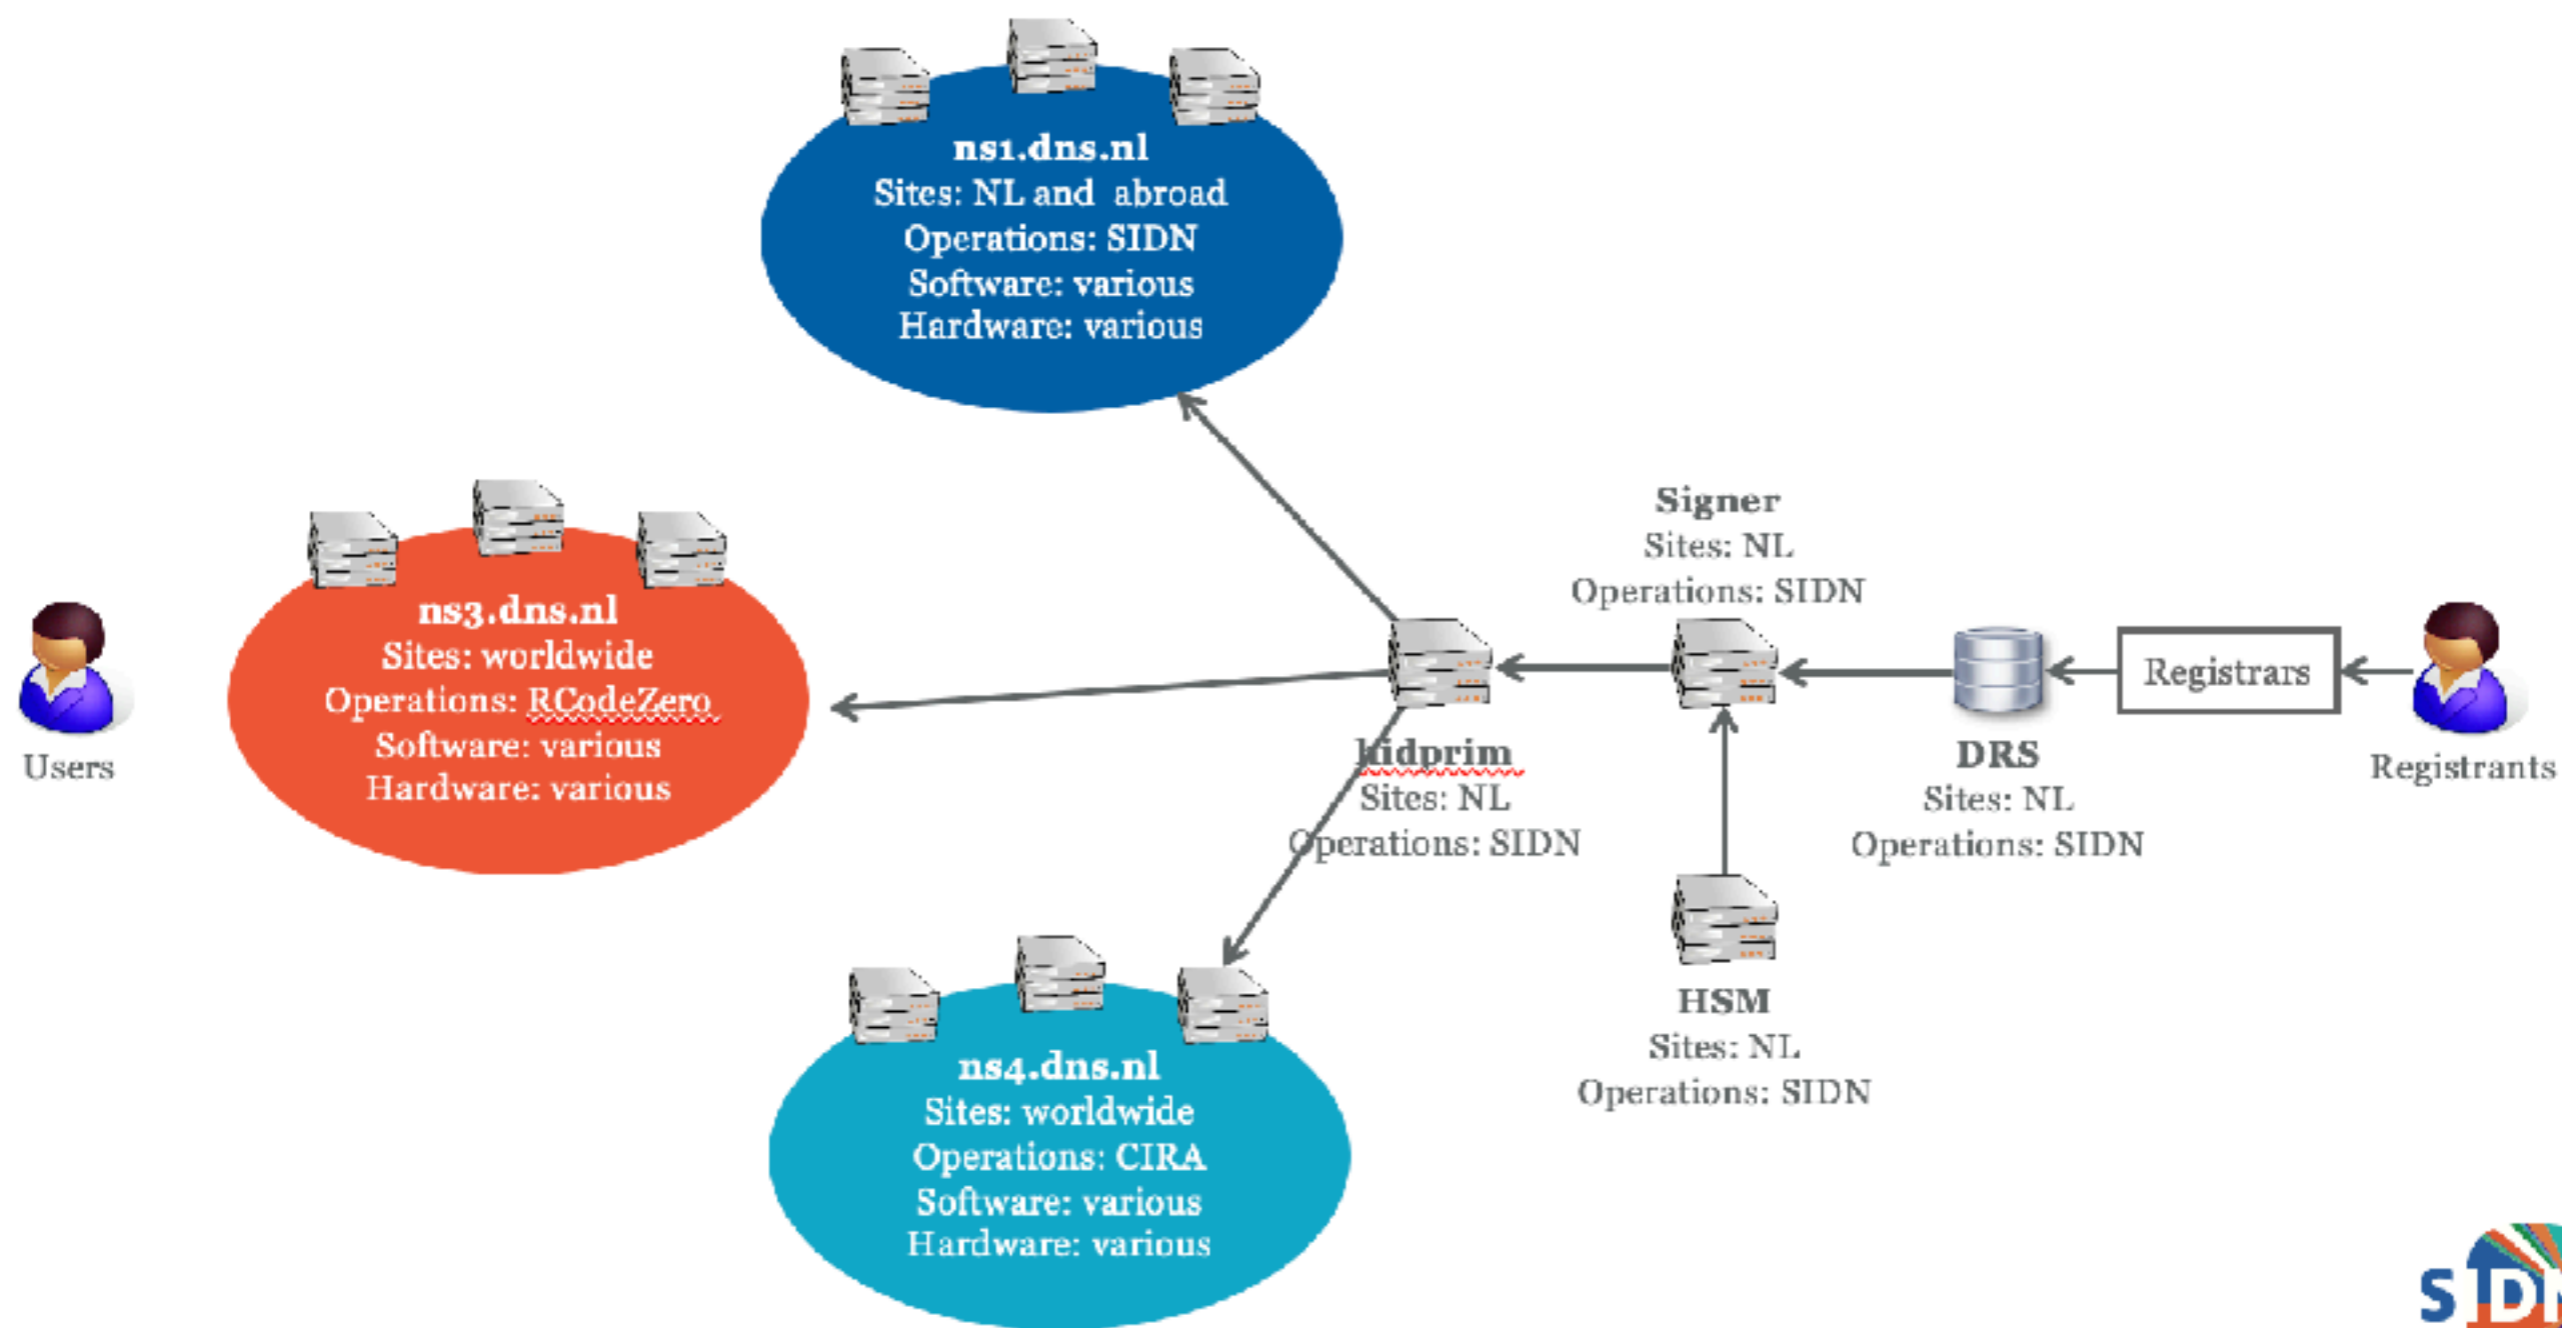 ns1.dns.nl
Sites: NL and abroad
Operations: SIDN
Software: various
Hardware: various
ns3.dns.nl
Sites: worldwide
Operations: RCodeZero
Software: various
Hardware: various
Users
Signer
Sites: NL
Operations: SIDN
Registrars
hidprim
Sites: NL
Operations: SIDN
DRS
Sites: NL
Operations: SIDN
Registrants
HSM
Sites: NL
Operations: SIDN
ns4.dns.nl
Sites: worldwide
Operations: CIRA
Software: various
Hardware: various
SIDN